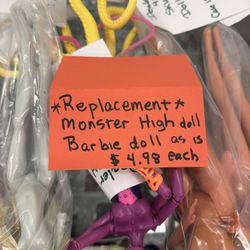 *Replacement*
Monster High doll
Barbie doll as is
$4.98 each